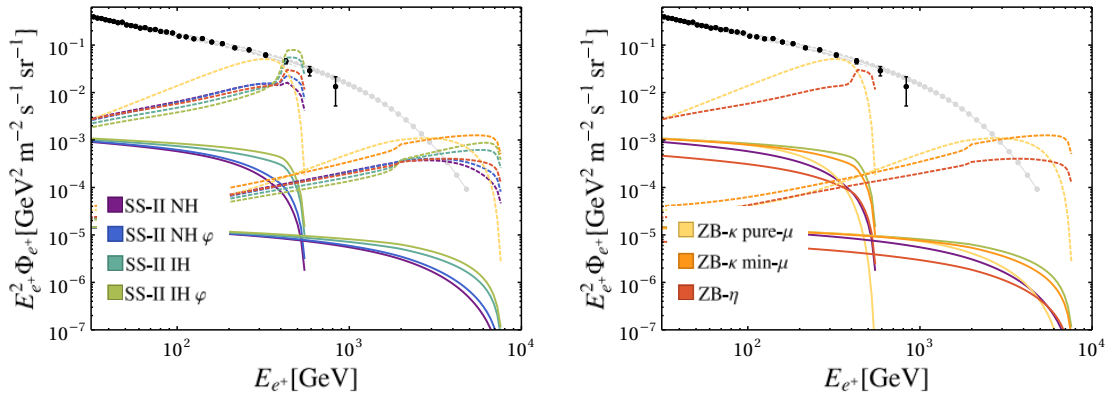 E²ₑ₊Φₑ₊[GeV² m⁻² s⁻¹ sr⁻¹]
10⁻¹
10⁻²
10⁻³
10⁻⁴
10⁻⁵
10⁻⁶
10⁻⁷
SS-II NH
SS-II NH φ
SS-II IH
SS-II IH φ
10² 10³ 10⁴
Eₑ₊[GeV]
E²ₑ₊Φₑ₊[GeV² m⁻² s⁻¹ sr⁻¹]
10⁻¹
10⁻²
10⁻³
10⁻⁴
10⁻⁵
10⁻⁶
10⁻⁷
ZB-κ pure-μ
ZB-κ min-μ
ZB-η
10² 10³ 10⁴
Eₑ₊[GeV]